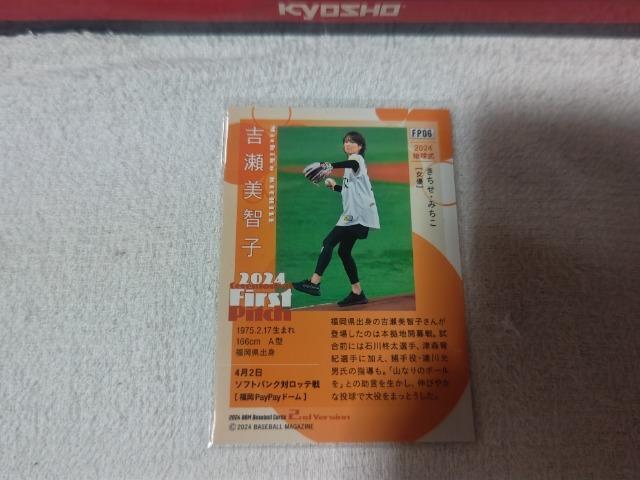 KYOSHO
FP06
2024
始球式
きちせ・みちこ
［女優］
吉瀬美智子
Michiko KICHISE
2024
Ceremonial
First
Pitch
1975.2.17生まれ
166cm A型
福岡県出身
4月2日
ソフトバンク対ロッテ戦
［福岡PayPayドーム］
福岡県出身の吉瀬美智子さんが
登場したのは本拠地開幕戦。試
合前には石川柊太選手、津森宥
紀選手に加え、捕手役・達川光
男氏の指導も。「山なりのボール
を」との助言を生かし、伸びやか
な投球で大役をまっとうした。
2024 BBM Baseball Cards 2nd Version
©2024 BASEBALL MAGAZINE